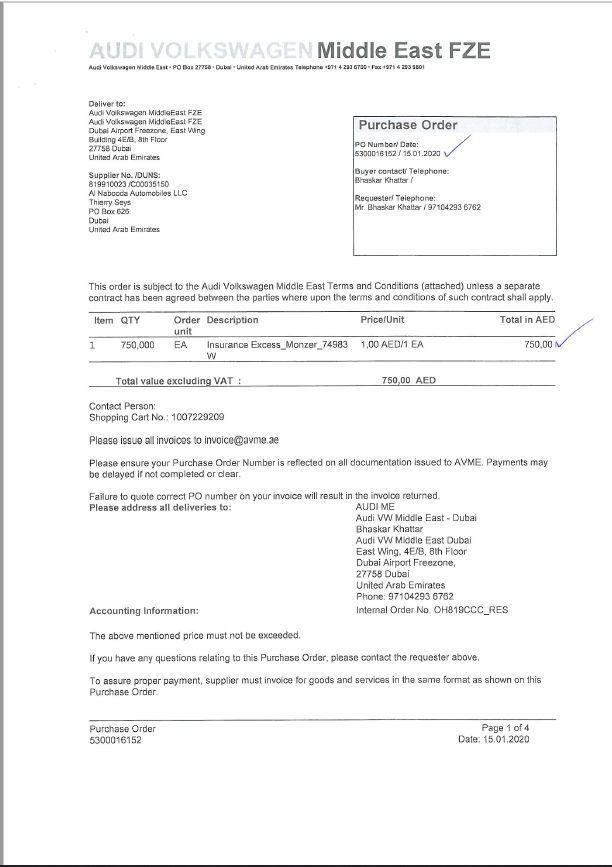 AUDI VOLKSWAGEN Middle East FZE
Audi Volkswagen Middle East • PO Box 27758 • Dubai • United Arab Emirates Telephone +971 4 293 6700 • Fax +971 4 293 6801
Deliver to:
Audi Volkswagen MiddleEast FZE
Audi Volkswagen MiddleEast FZE
Dubai Airport Freezone, East Wing
Building 4E/B, 8th Floor
27758 Dubai
United Arab Emirates
Supplier No. /DUNS:
819910023 /C00035150
Al Nabooda Automobiles LLC
Thierry Seys
PO Box 626
Dubai
United Arab Emirates
Purchase Order
PO Number/ Date:
5300016152 / 15.01.2020
Buyer contact/ Telephone:
Bhaskar Khattar /
Requester/ Telephone:
Mr. Bhaskar Khattar / 97104293 6762
This order is subject to the Audi Volkswagen Middle East Terms and Conditions (attached) unless a separate
contract has been agreed between the parties where upon the terms and conditions of such contract shall apply.
Item QTY Order unit Description Price/Unit Total in AED
1 750,000 EA Insurance Excess_Monzer_74983 1,00 AED/1 EA 750,00
W
Total value excluding VAT : 750,00 AED
Contact Person:
Shopping Cart No.: 1007229209
Please issue all invoices to invoice@avme.ae
Please ensure your Purchase Order Number is reflected on all documentation issued to AVME. Payments may
be delayed if not completed or clear.
Failure to quote correct PO number on your invoice will result in the invoice returned.
Please address all deliveries to: AUDI ME
Audi VW Middle East - Dubai
Bhaskar Khattar
Audi VW Middle East Dubai
East Wing, 4E/B, 8th Floor
Dubai Airport Freezone,
27758 Dubai
United Arab Emirates
Phone: 97104293 6762
Accounting Information: Internal Order No. OH819CCC_RES
The above mentioned price must not be exceeded.
If you have any questions relating to this Purchase Order, please contact the requester above.
To assure proper payment, supplier must invoice for goods and services in the same format as shown on this
Purchase Order.
Purchase Order Page 1 of 4
5300016152 Date: 15.01.2020